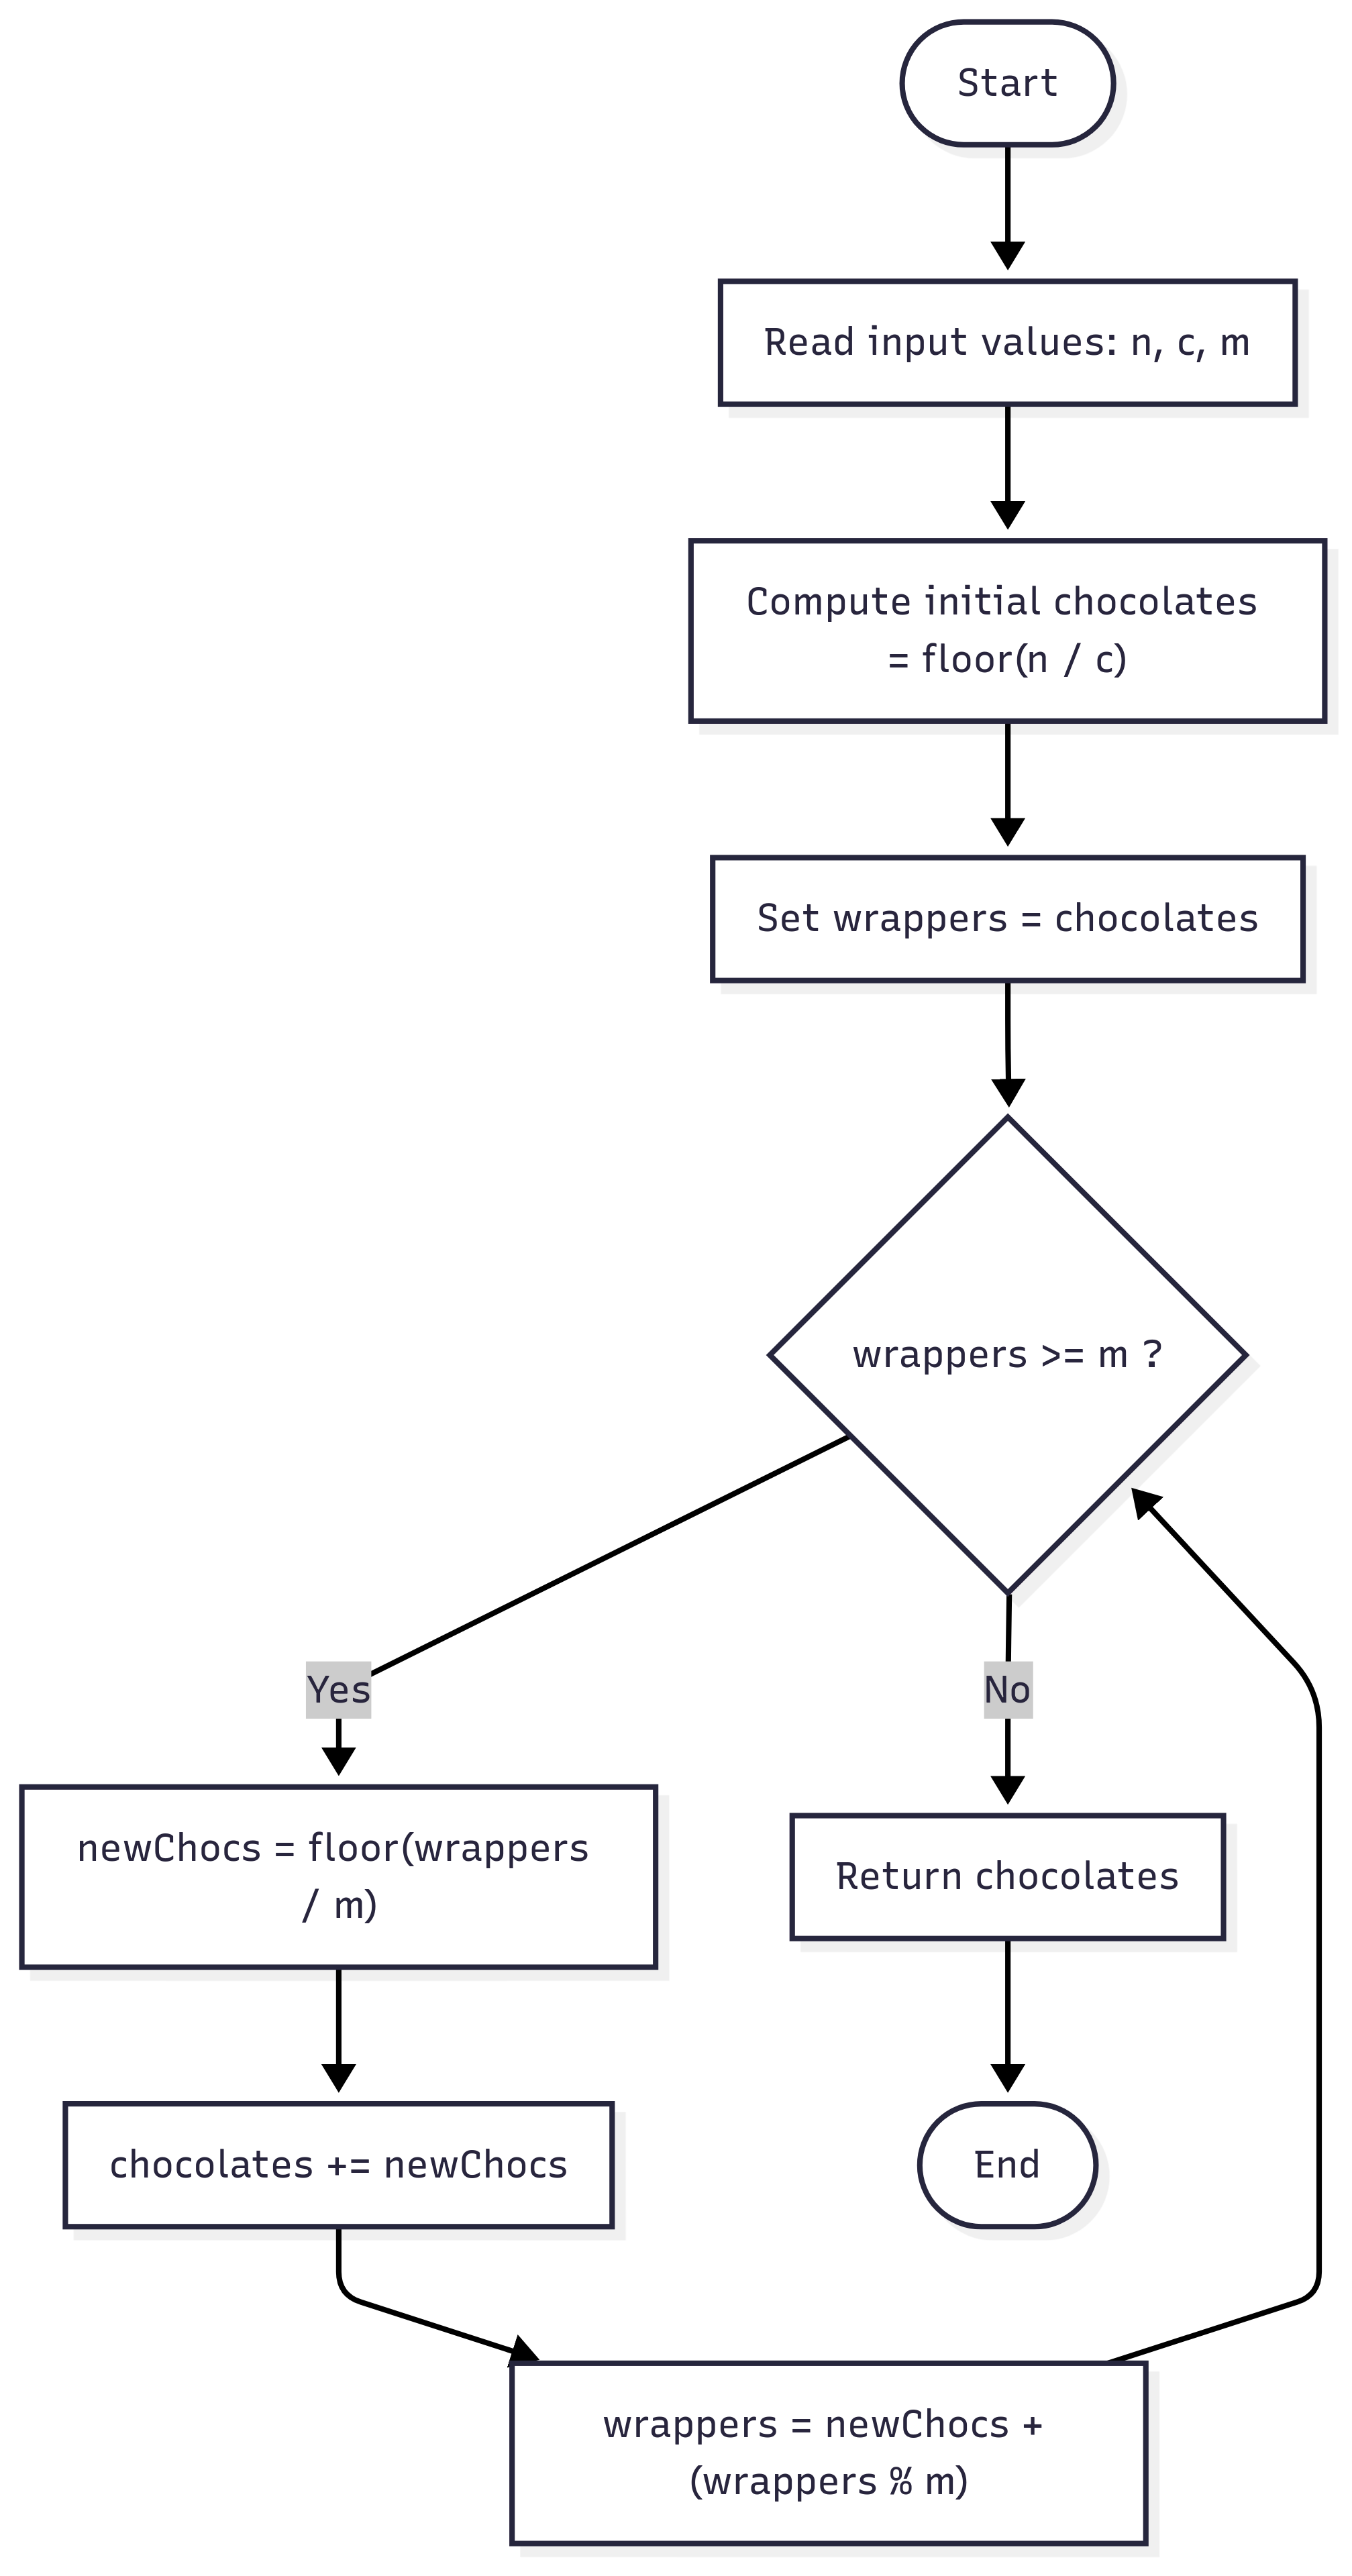 Start
Read input values: n, c, m
Compute initial chocolates
= floor(n / c)
Set wrappers = chocolates
wrappers >= m ?
Yes
No
newChocs = floor(wrappers
/ m)
Return chocolates
chocolates += newChocs
End
wrappers = newChocs +
(wrappers % m)